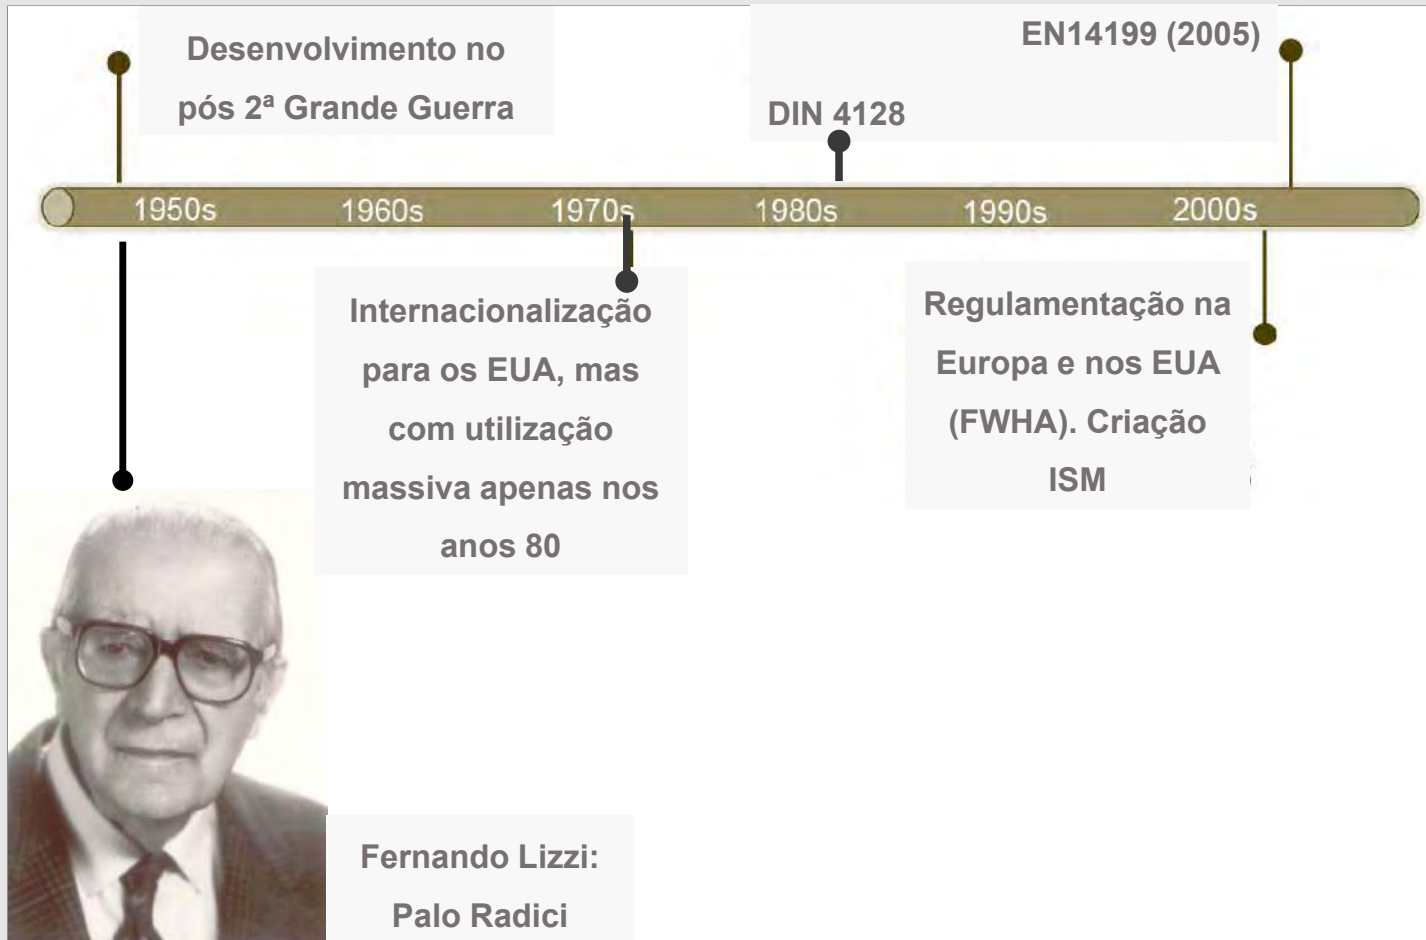 Desenvolvimento no
pós 2ª Grande Guerra
EN14199 (2005)
DIN 4128
1950s
1960s
1970s
1980s
1990s
2000s
Internacionalização
para os EUA, mas
com utilização
massiva apenas nos
anos 80
Regulamentação na
Europa e nos EUA
(FWHA). Criação
ISM
Fernando Lizzi:
Palo Radici